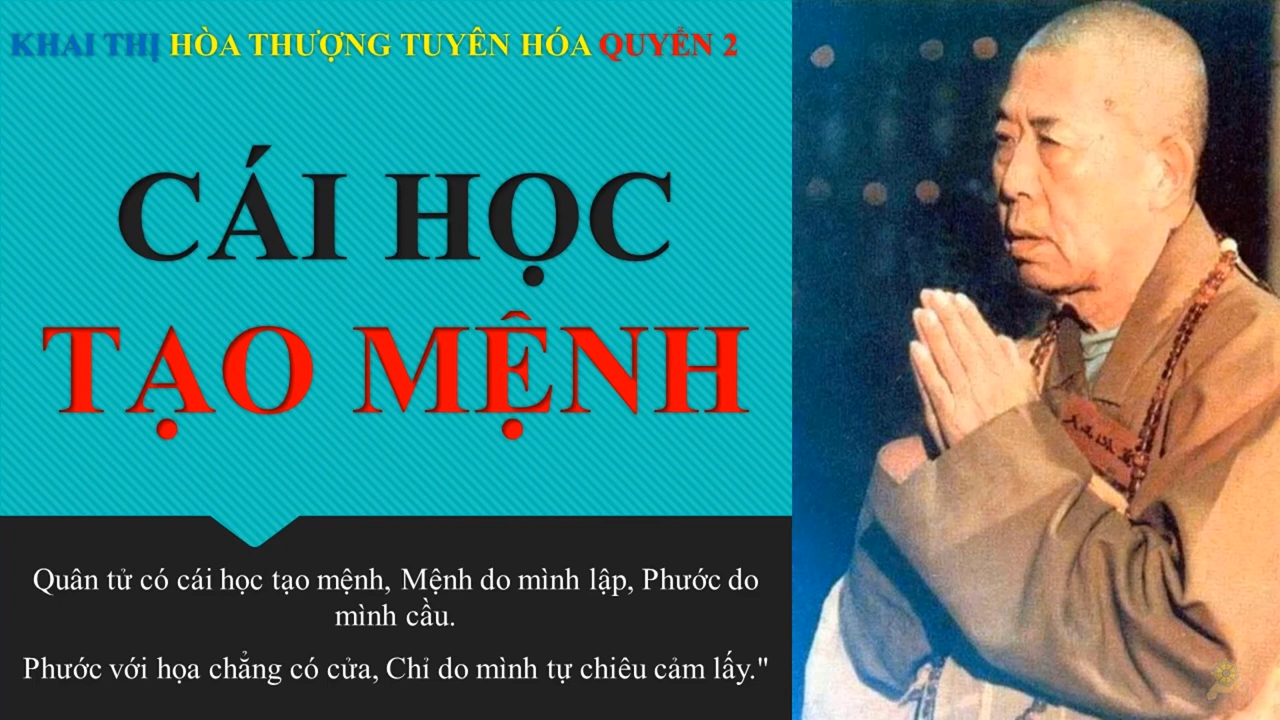 KHAI THỊ HÒA THƯỢNG TUYÊN HÓA QUYỂN 2
CÁI HỌC
TẠO MỆNH
Quân tử có cái học tạo mệnh, Mệnh do mình lập, Phước do
mình cầu.
Phước với họa chẳng có cửa, Chỉ do mình tự chiêu cảm lấy."